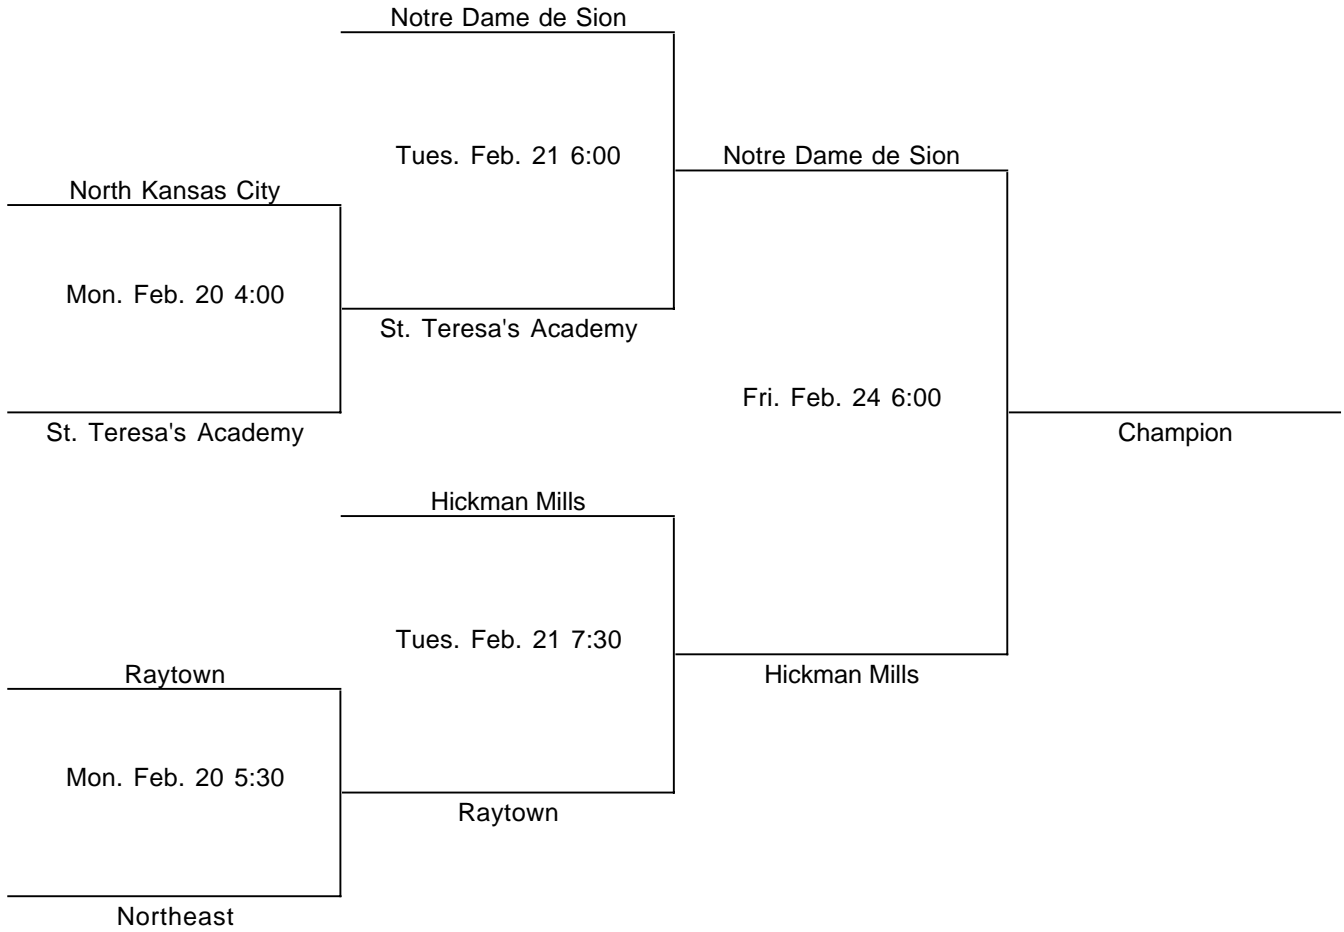 Notre Dame de Sion
Tues. Feb. 21 6:00
Notre Dame de Sion
North Kansas City
Mon. Feb. 20 4:00
St. Teresa's Academy
Fri. Feb. 24 6:00
St. Teresa's Academy
Champion
Hickman Mills
Tues. Feb. 21 7:30
Raytown
Hickman Mills
Mon. Feb. 20 5:30
Raytown
Northeast